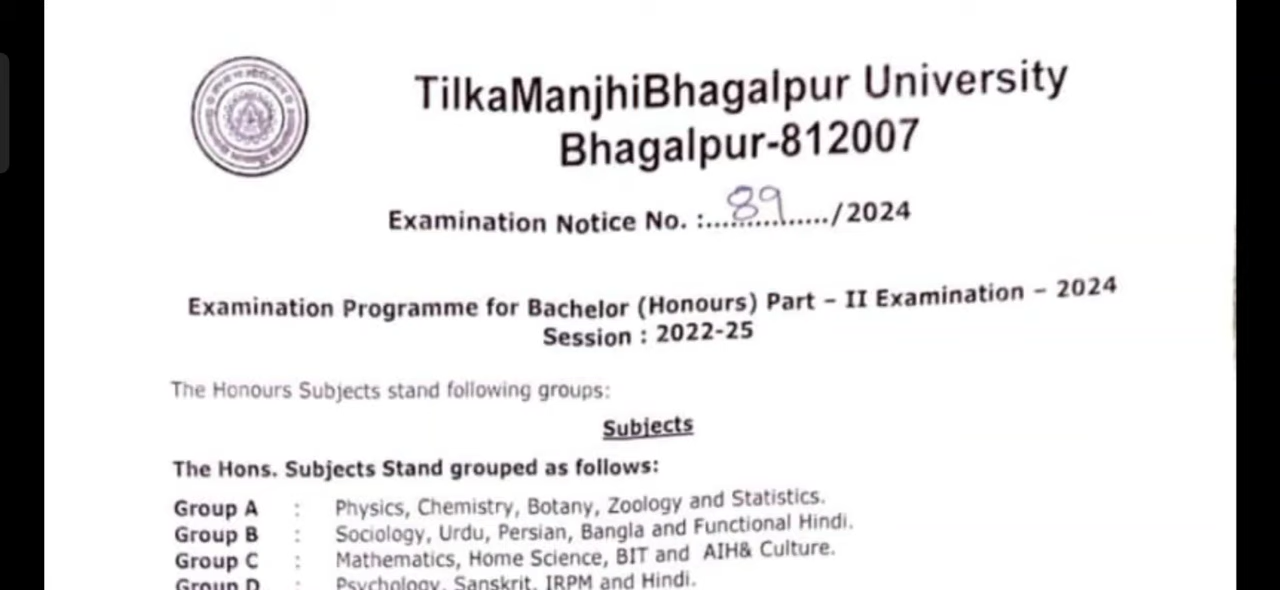 TilkaManjhiBhagalpur University
Bhagalpur-812007
Examination Notice No. :....89....../2024
Examination Programme for Bachelor (Honours) Part – II Examination – 2024
Session : 2022-25
The Honours Subjects stand following groups:
Subjects
The Hons. Subjects Stand grouped as follows:
Group A : Physics, Chemistry, Botany, Zoology and Statistics.
Group B : Sociology, Urdu, Persian, Bangla and Functional Hindi.
Group C : Mathematics, Home Science, BIT and AIH& Culture.
Group D : Psychology, Sanskrit, IRPM and Hindi.